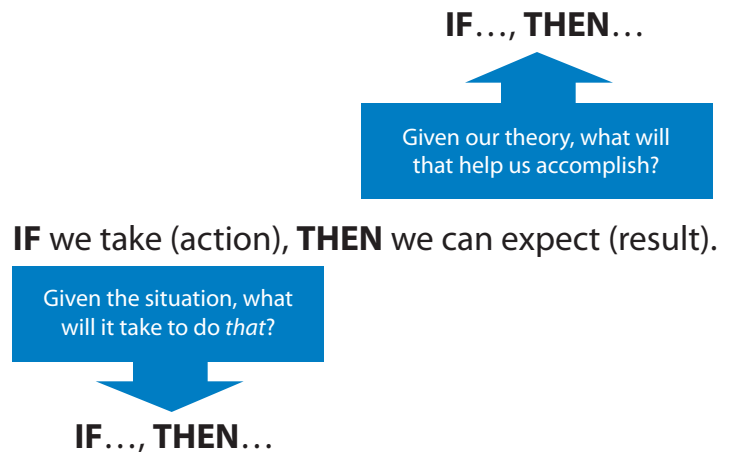 IF…, THEN…
Given our theory, what will
that help us accomplish?
IF we take (action), THEN we can expect (result).
Given the situation, what
will it take to do that?
IF…, THEN…